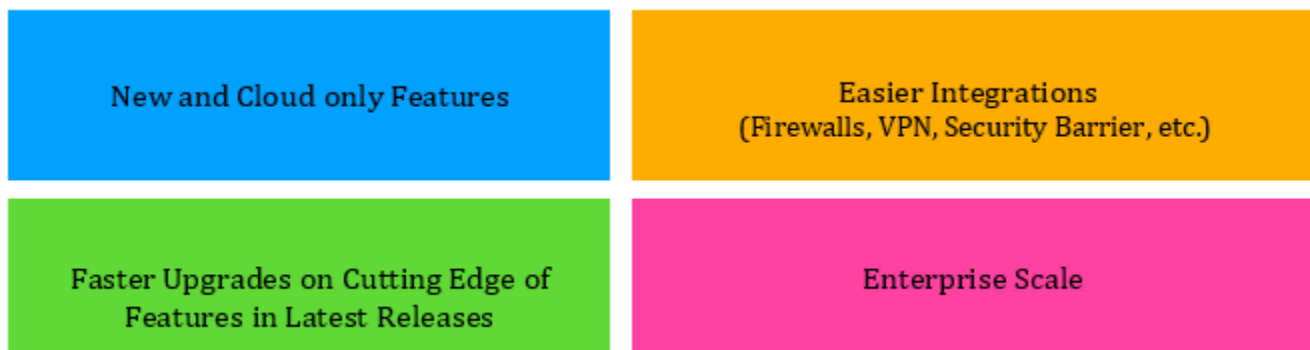 New and Cloud only Features
Easier Integrations
(Firewalls, VPN, Security Barrier, etc.)
Faster Upgrades on Cutting Edge of
Features in Latest Releases
Enterprise Scale